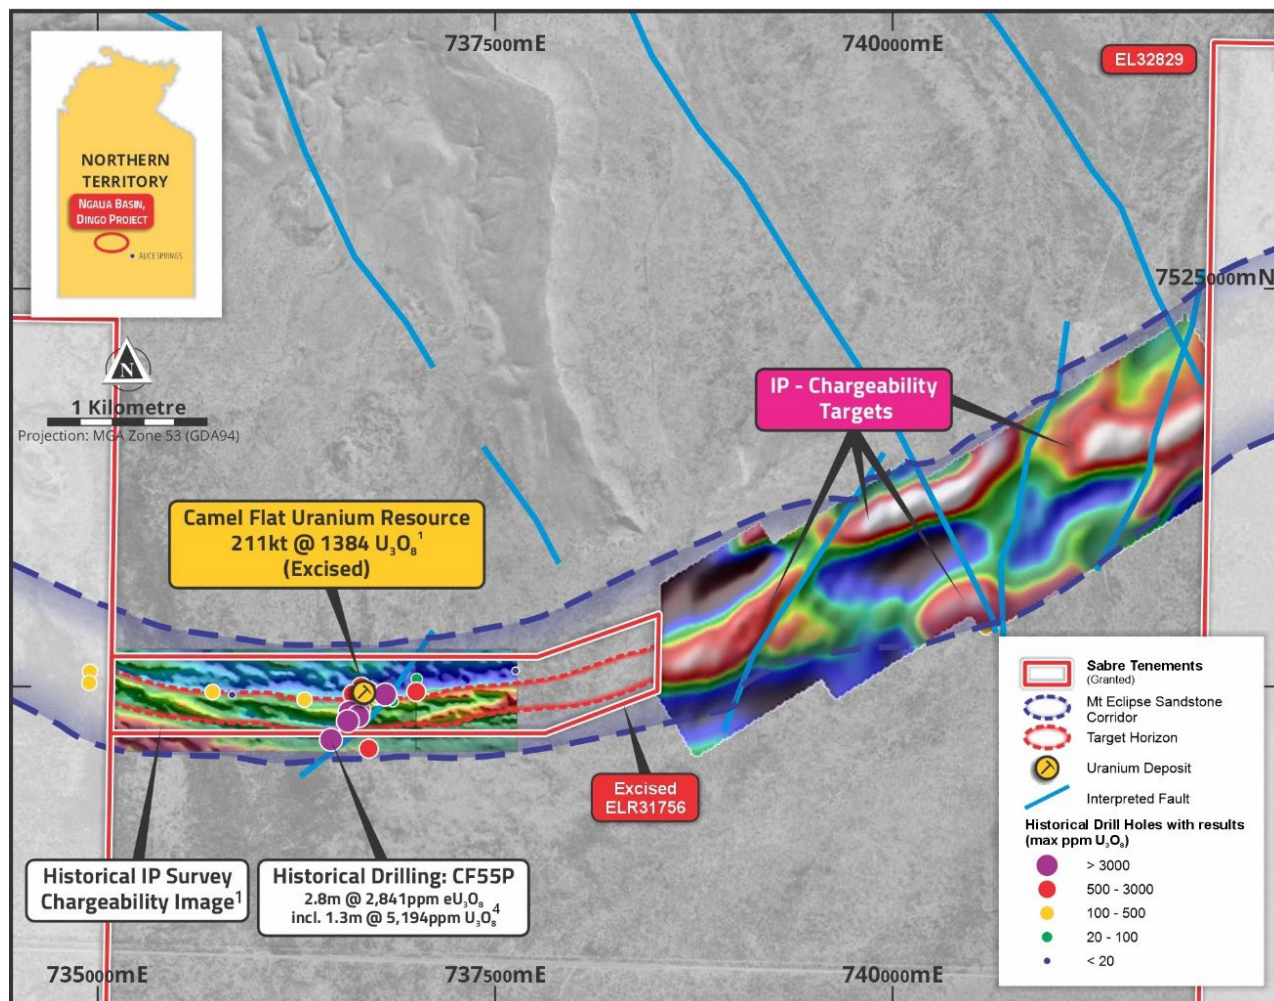 737500mE
740000mE
EL32829
NORTHERN
TERRITORY
NGALIA BASIN,
DINGO PROJECT
ALICE SPRINGS
7525000mN
N
1 Kilometre
Projection: MGA Zone 53 (GDA94)
IP - Chargeability
Targets
Camel Flat Uranium Resource
211kt @ 1384 U₃O₈¹
(Excised)
Excised
ELR31756
Historical IP Survey
Chargeability Image¹
Historical Drilling: CF55P
2.8m @ 2,841ppm eU₃O₈
incl. 1.3m @ 5,194ppm U₃O₈⁴
Sabre Tenements
(Granted)
Mt Eclipse Sandstone
Corridor
Target Horizon
Uranium Deposit
Interpreted Fault
Historical Drill Holes with results
(max ppm U₃O₈)
> 3000
500 - 3000
100 - 500
20 - 100
< 20
735000mE
737500mE
740000mE